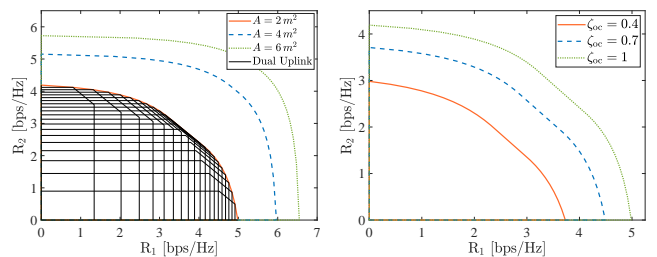 A = 2 m²
A = 4 m²
A = 6 m²
Dual Uplink
6
5
4
3
2
1
0
R₂ [bps/Hz]
0 1 2 3 4 5 6 7
R₁ [bps/Hz]
ζoc = 0.4
ζoc = 0.7
ζoc = 1
4
3
2
1
0
R₂ [bps/Hz]
0 1 2 3 4 5
R₁ [bps/Hz]